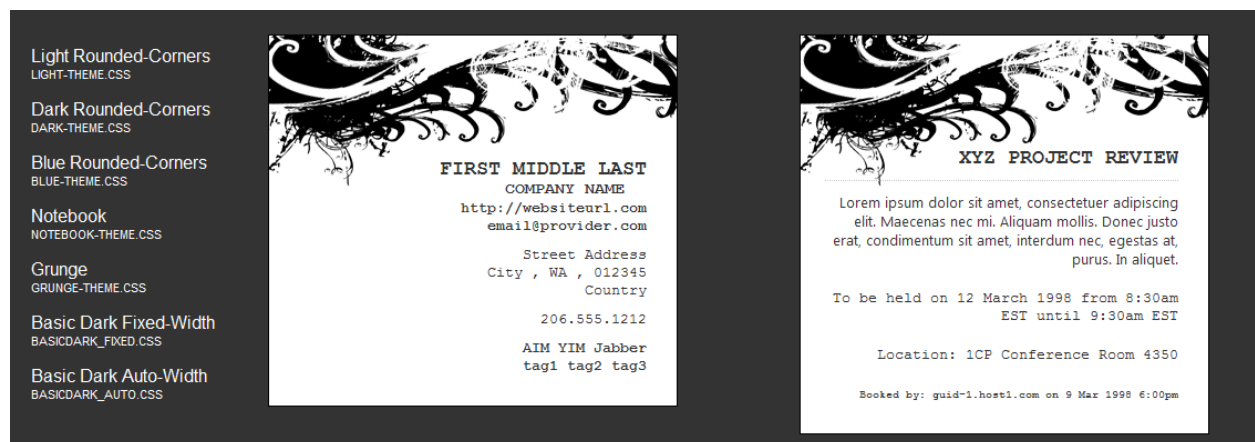 Light Rounded-Corners
LIGHT-THEME.CSS
Dark Rounded-Corners
DARK-THEME.CSS
Blue Rounded-Corners
BLUE-THEME.CSS
Notebook
NOTEBOOK-THEME.CSS
Grunge
GRUNGE-THEME.CSS
Basic Dark Fixed-Width
BASICDARK_FIXED.CSS
Basic Dark Auto-Width
BASICDARK_AUTO.CSS
FIRST MIDDLE LAST
COMPANY NAME
http://websiteurl.com
email@provider.com
Street Address
City , WA , 012345
Country
206.555.1212
AIM YIM Jabber
tag1 tag2 tag3
XYZ PROJECT REVIEW
Lorem ipsum dolor sit amet, consectetuer adipiscing
elit. Maecenas nec mi. Aliquam mollis. Donec justo
erat, condimentum sit amet, interdum nec, egestas at,
purus. In aliquet.
To be held on 12 March 1998 from 8:30am
EST until 9:30am EST
Location: 1CP Conference Room 4350
Booked by: guid-1.host1.com on 9 Mar 1998 6:00pm